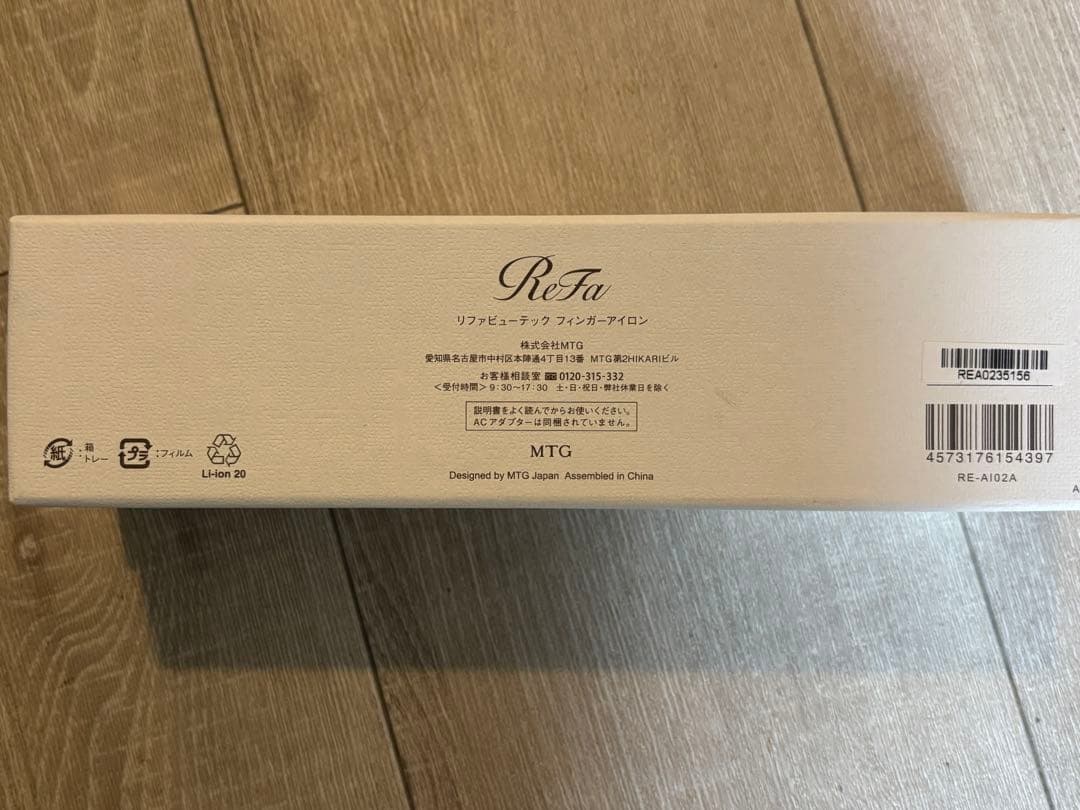 ReFa
リファビューテック フィンガーアイロン
株式会社MTG
愛知県名古屋市中村区本陣通4丁目13番 MTG第2HIKARIビル
お客様相談室 0120-315-332
<受付時間> 9:30~17:30 土・日・祝日・弊社休業日を除く
説明書をよく読んでからお使いください。
ACアダプターは同梱されていません。
MTG
Designed by MTG Japan Assembled in China
紙 : 箱
トレー
プラ : フィルム
Li-ion 20
REA0235156
4573176154397
RE-AI02A
A